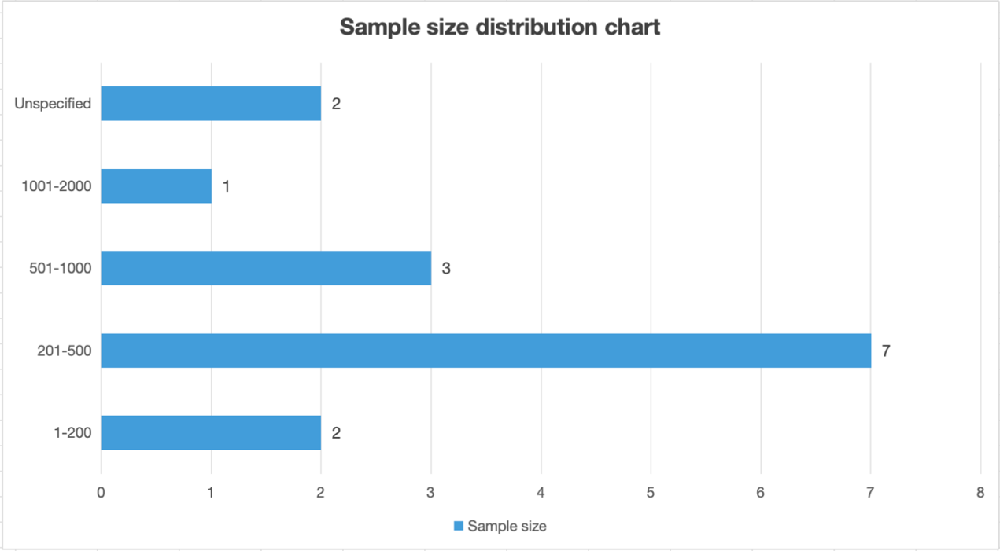 Sample size distribution chart
Unspecified 2
1001-2000 1
501-1000 3
201-500 7
1-200 2
0 1 2 3 4 5 6 7 8
Sample size